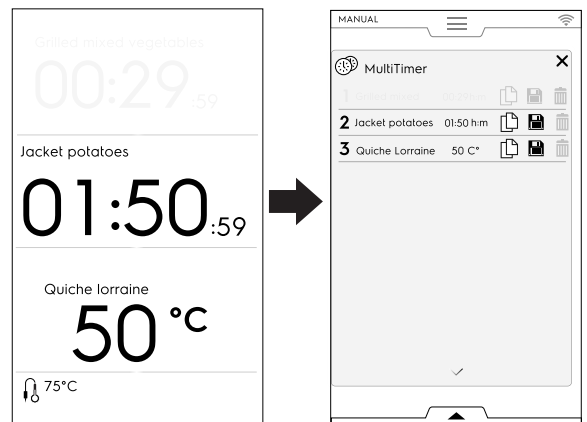 Grilled mixed vegetables
00:29:59
Jacket potatoes
01:50:59
Quiche lorraine
50 °C
75°C
MANUAL
MultiTimer
2 Jacket potatoes 01:50 h:m
3 Quiche Lorraine 50 C°